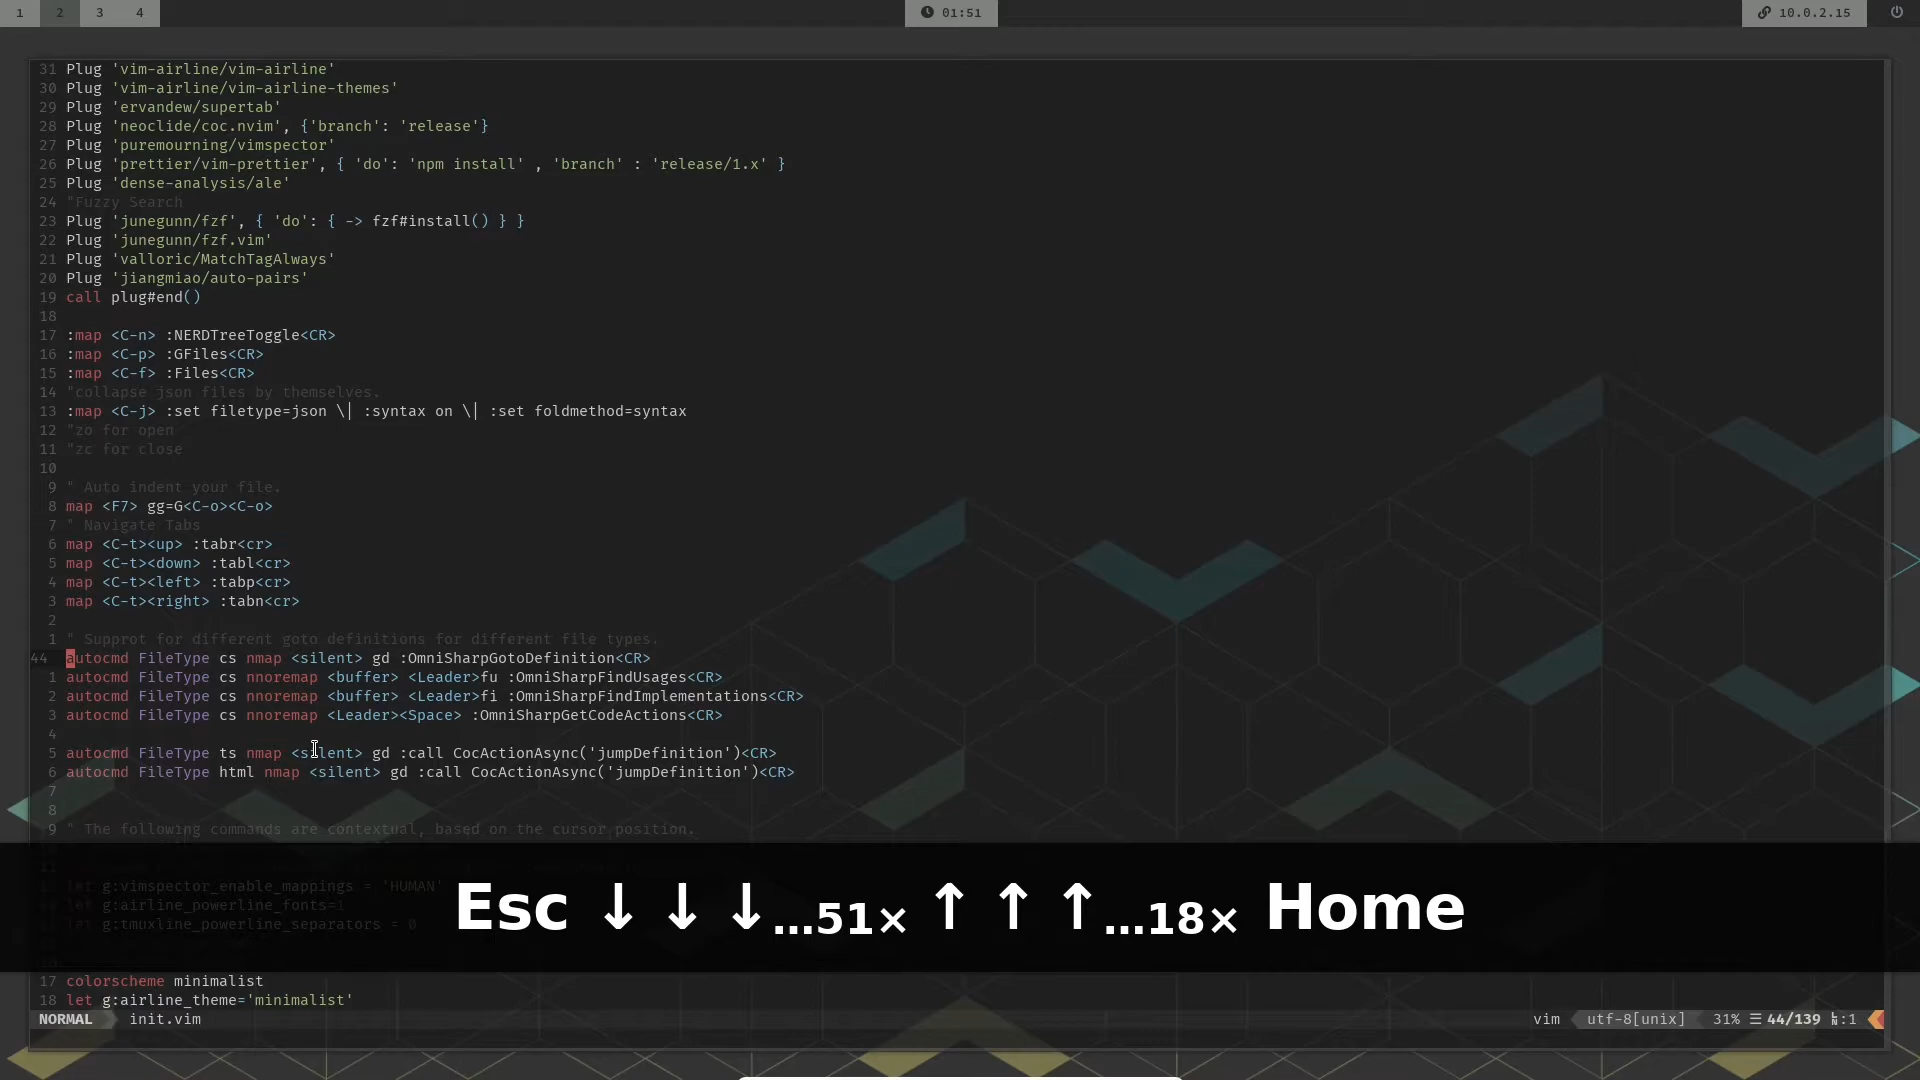 1 2 3 4 01:51 10.0.2.15
31 Plug 'vim-airline/vim-airline'
30 Plug 'vim-airline/vim-airline-themes'
29 Plug 'ervandew/supertab'
28 Plug 'neoclide/coc.nvim', {'branch': 'release'}
27 Plug 'puremourning/vimspector'
26 Plug 'prettier/vim-prettier', { 'do': 'npm install' , 'branch' : 'release/1.x' }
25 Plug 'dense-analysis/ale'
24 "Fuzzy Search
23 Plug 'junegunn/fzf', { 'do': { -> fzf#install() } }
22 Plug 'junegunn/fzf.vim'
21 Plug 'valloric/MatchTagAlways'
20 Plug 'jiangmiao/auto-pairs'
19 call plug#end()
18
17 :map <C-n> :NERDTreeToggle<CR>
16 :map <C-p> :GFiles<CR>
15 :map <C-f> :Files<CR>
14 "collapse json files by themselves.
13 :map <C-j> :set filetype=json \| :syntax on \| :set foldmethod=syntax
12 "zo for open
11 "zc for close
10
9 " Auto indent your file.
8 map <F7> gg=G<C-o><C-o>
7 " Navigate Tabs
6 map <C-t><up> :tabr<cr>
5 map <C-t><down> :tabl<cr>
4 map <C-t><left> :tabp<cr>
3 map <C-t><right> :tabn<cr>
2
1 " Supprot for different goto definitions for different file types.
44 autocmd FileType cs nmap <silent> gd :OmniSharpGotoDefinition<CR>
1 autocmd FileType cs nnoremap <buffer> <Leader>fu :OmniSharpFindUsages<CR>
2 autocmd FileType cs nnoremap <buffer> <Leader>fi :OmniSharpFindImplementations<CR>
3 autocmd FileType cs nnoremap <Leader><Space> :OmniSharpGetCodeActions<CR>
4
5 autocmd FileType ts nmap <silent> gd :call CocActionAsync('jumpDefinition')<CR>
6 autocmd FileType html nmap <silent> gd :call CocActionAsync('jumpDefinition')<CR>
7
8
9 " The following commands are contextual, based on the cursor position.
let g:vimspector_enable_mappings = 'HUMAN'
let g:airline_powerline_fonts=1
let g:tmuxline_powerline_separators = 0
Esc ↓ ↓ ↓...51× ↑ ↑ ↑...18× Home
17 colorscheme minimalist
18 let g:airline_theme='minimalist'
NORMAL init.vim vim utf-8[unix] 31% ☰ 44/139 :1